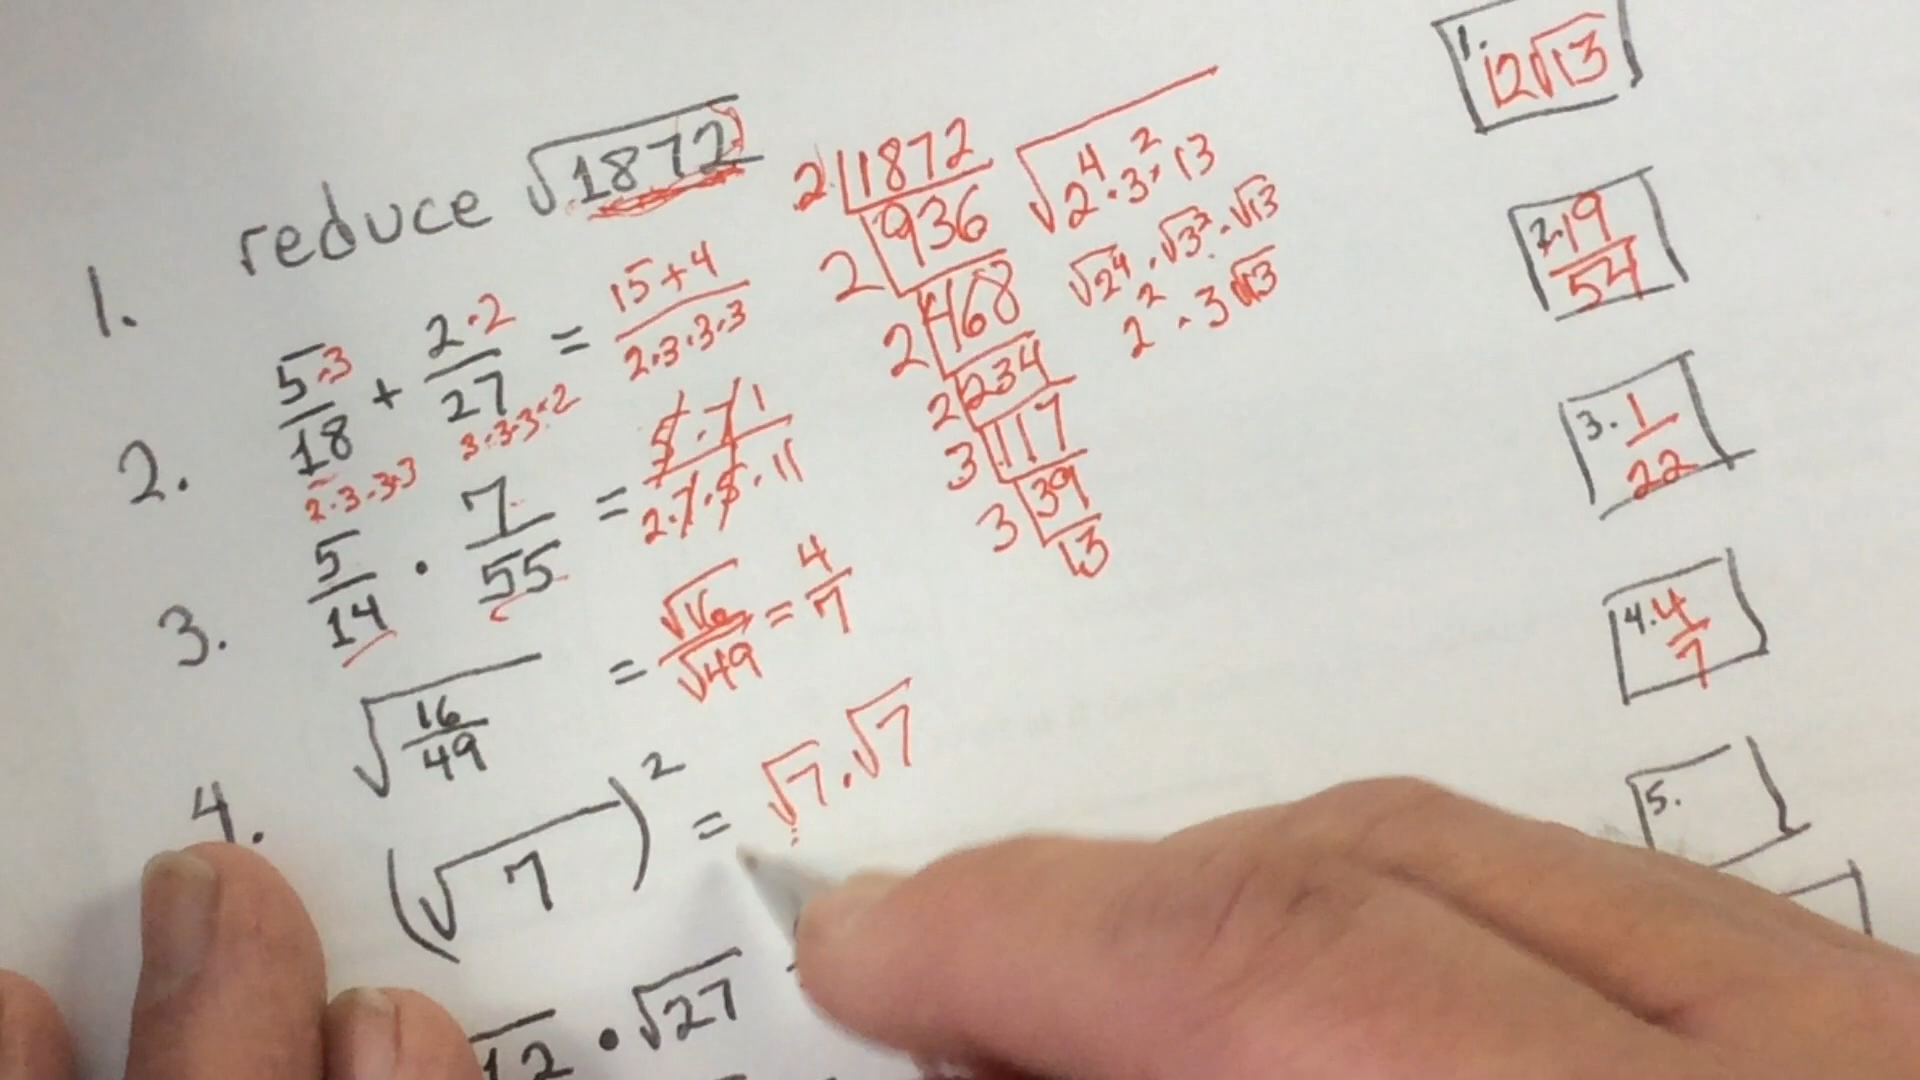 1. reduce √1872
2 | 1872
2 | 936
2 | 468
2 | 234
3 | 117
3 | 39
13
√2⁴·3²·13
√2⁴ · √3² · √13
2² · 3√13
2. 5·3/18 + 2·2/27 = 15+4/2·3·3·3
2·3·3·3 3·3·3·2
3. 5/14 · 7/55 = 5·7 1/2·7·5·11
4. √16/49 = √16/√49 = 4/7
(√7)² = √7·√7
12 · √27
1. 12√13
2. 19/54
3. 1/22
4. 4/7
5.